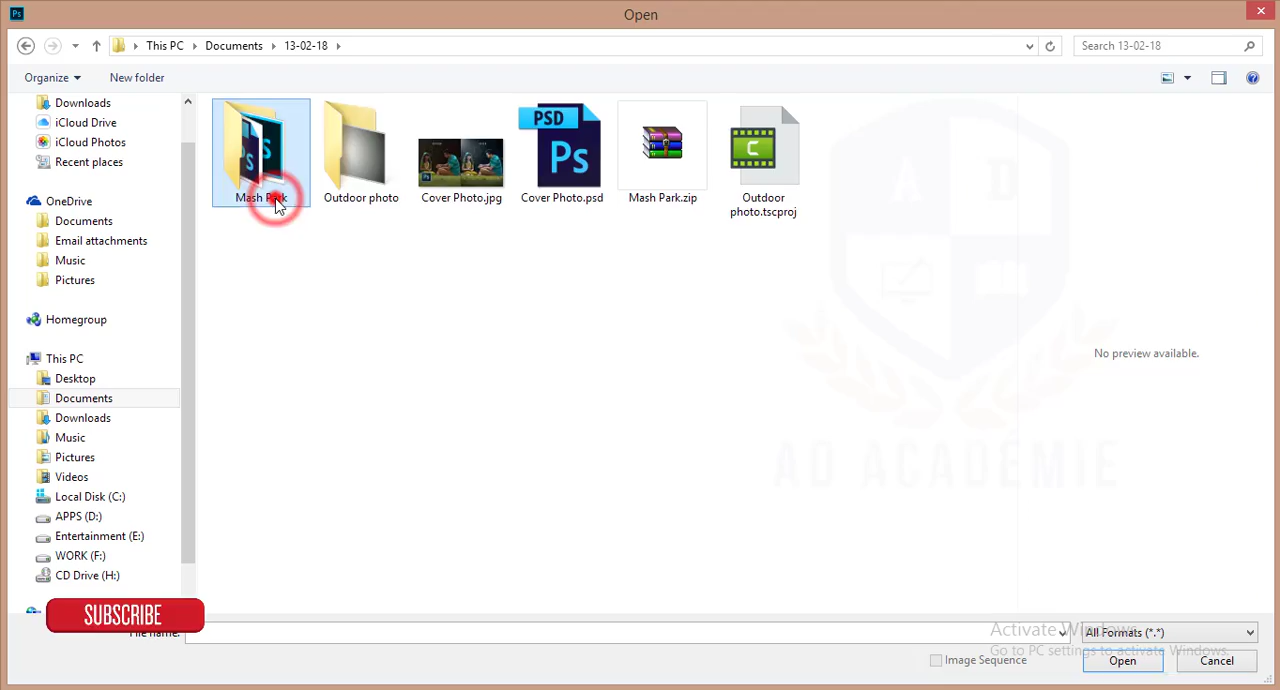 Ps
Open
This PC
Documents
13-02-18
Search 13-02-18
Organize
New folder
Downloads
iCloud Drive
iCloud Photos
Recent places
OneDrive
Documents
Email attachments
Music
Pictures
Homegroup
This PC
Desktop
Documents
Downloads
Music
Pictures
Videos
Local Disk (C:)
APPS (D:)
Entertainment (E:)
WORK (F:)
CD Drive (H:)
Mash Park
Outdoor photo
Cover Photo.jpg
PSD
Ps
Cover Photo.psd
Mash Park.zip
C
Outdoor
photo.tscproj
No preview available.
A D
AD ACADEMIE
SUBSCRIBE
File name:
All Formats (*.*)
Activate Windows
Go to PC settings to activate Windows.
Image Sequence
Open
Cancel